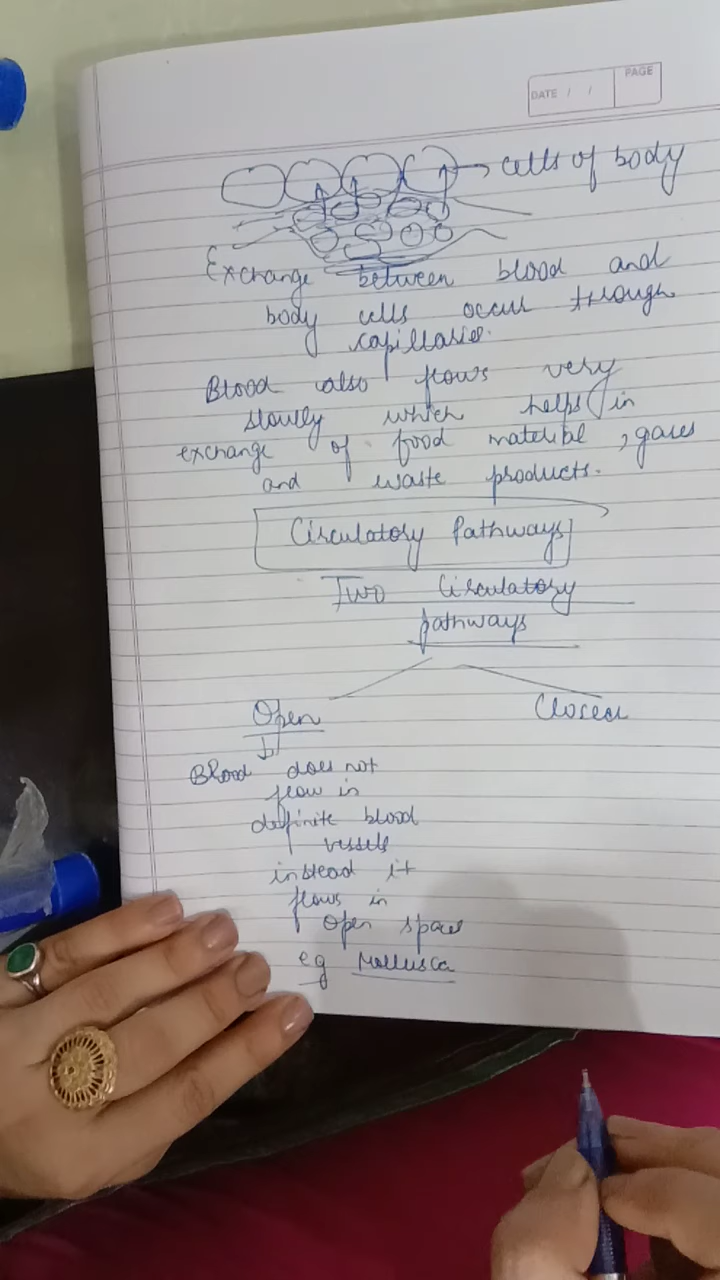 PAGE
DATE / /
cells of body
Exchange between blood and
body cells occur through
capillaries.
Blood also flows very
slowly which helps in
exchange of food material, gases
and waste products.
Circulatory Pathways
Two Circulatory
pathways
Open Closed
Blood does not
flow in
definite blood
vessels
instead it
flows in
open space
eg Mollusca